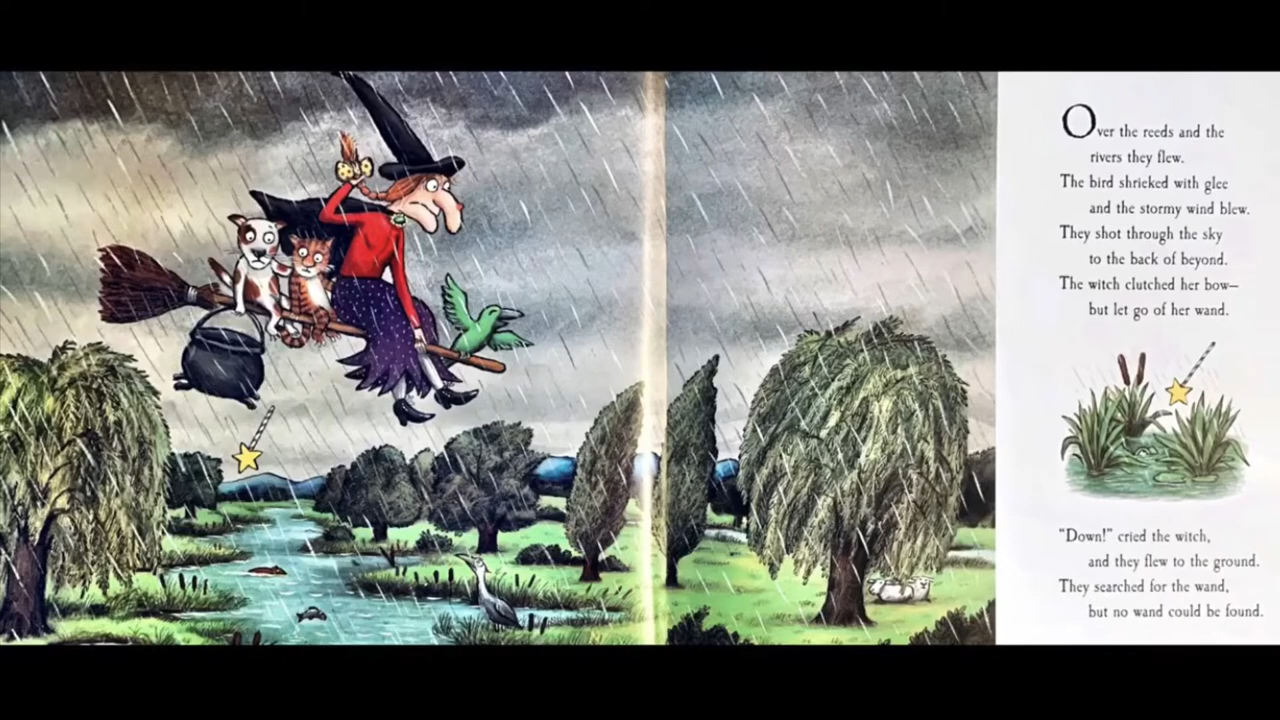 Over the reeds and the
rivers they flew.
The bird shrieked with glee
and the stormy wind blew.
They shot through the sky
to the back of beyond.
The witch clutched her bow—
but let go of her wand.
"Down!" cried the witch,
and they flew to the ground.
They searched for the wand,
but no wand could be found.